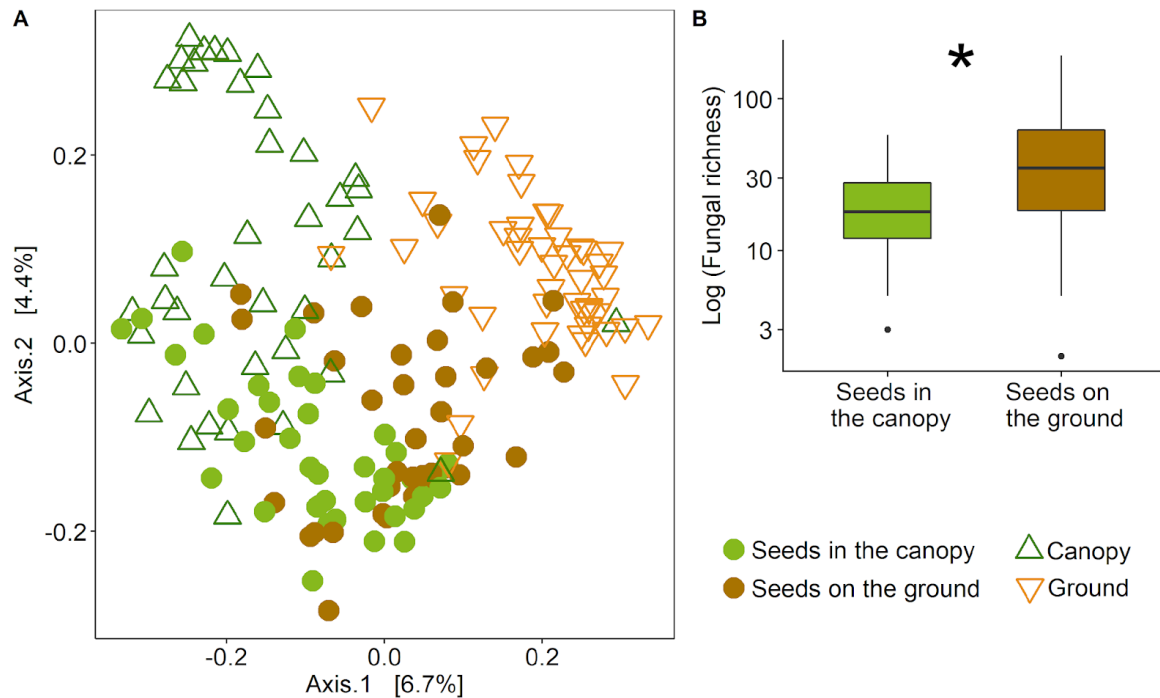 A
0.2
0.0
-0.2
Axis.2 [4.4%]
-0.2 0.0 0.2
Axis.1 [6.7%]
B
*
100
30
10
3
Log (Fungal richness)
Seeds in
the canopy
Seeds on
the ground
Seeds in the canopy
Seeds on the ground
Canopy
Ground